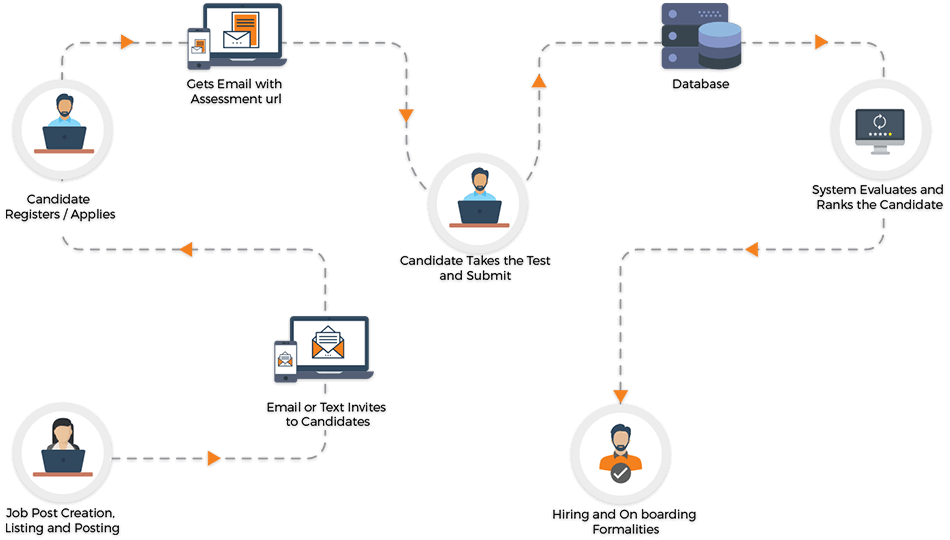 Gets Email with
Assessment url
Database
Candidate
Registers / Applies
System Evaluates and
Ranks the Candidate
Candidate Takes the Test
and Submit
Email or Text Invites
to Candidates
Job Post Creation,
Listing and Posting
Hiring and On boarding
Formalities